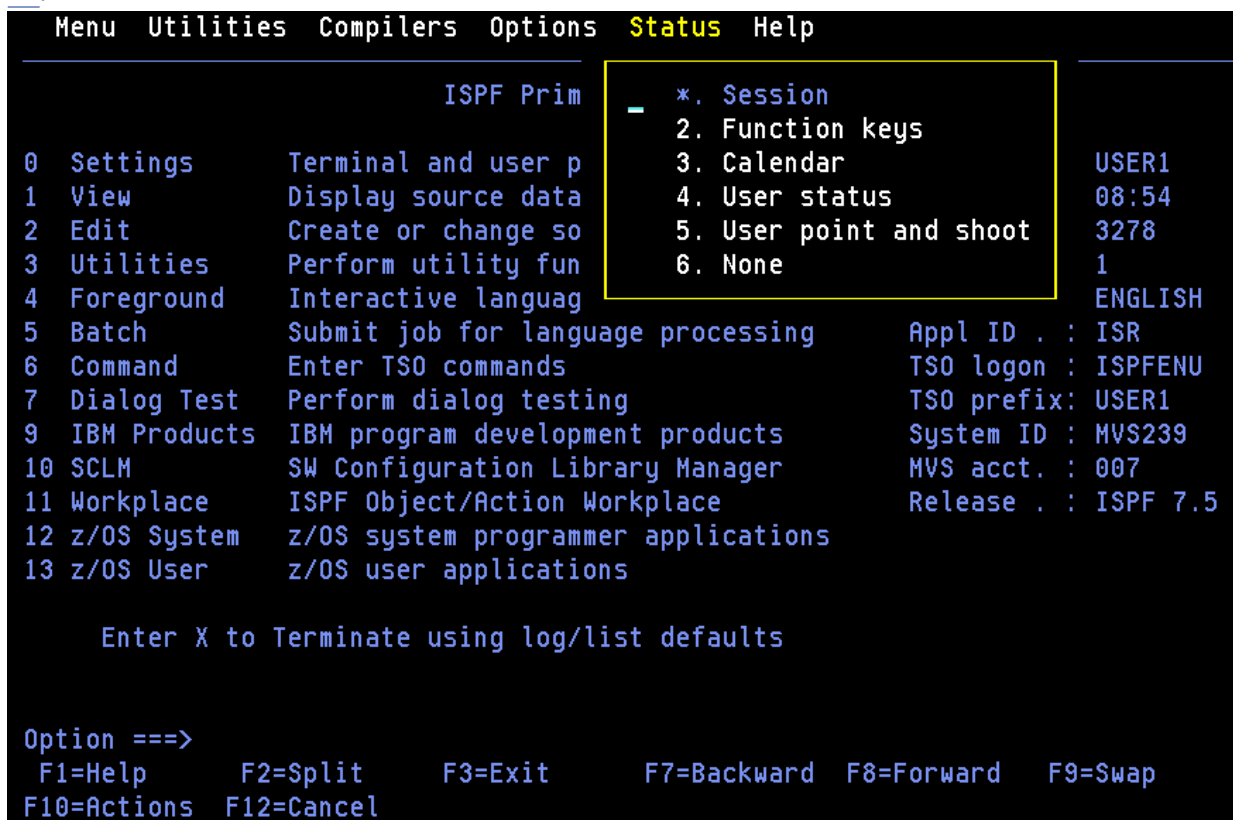 Menu  Utilities  Compilers  Options  Status  Help
ISPF Prim  *. Session
2. Function keys
0  Settings      Terminal and user p  3. Calendar  USER1
1  View          Display source data  4. User status  08:54
2  Edit          Create or change so  5. User point and shoot  3278
3  Utilities     Perform utility fun  6. None  1
4  Foreground    Interactive languag  ENGLISH
5  Batch         Submit job for language processing      Appl ID . : ISR
6  Command       Enter TSO commands                      TSO logon : ISPFENU
7  Dialog Test   Perform dialog testing                  TSO prefix: USER1
9  IBM Products  IBM program development products        System ID : MVS239
10 SCLM          SW Configuration Library Manager        MVS acct. : 007
11 Workplace     ISPF Object/Action Workplace            Release . : ISPF 7.5
12 z/OS System   z/OS system programmer applications
13 z/OS User     z/OS user applications
Enter X to Terminate using log/list defaults
Option ===>
F1=Help      F2=Split     F3=Exit      F7=Backward  F8=Forward   F9=Swap
F10=Actions  F12=Cancel